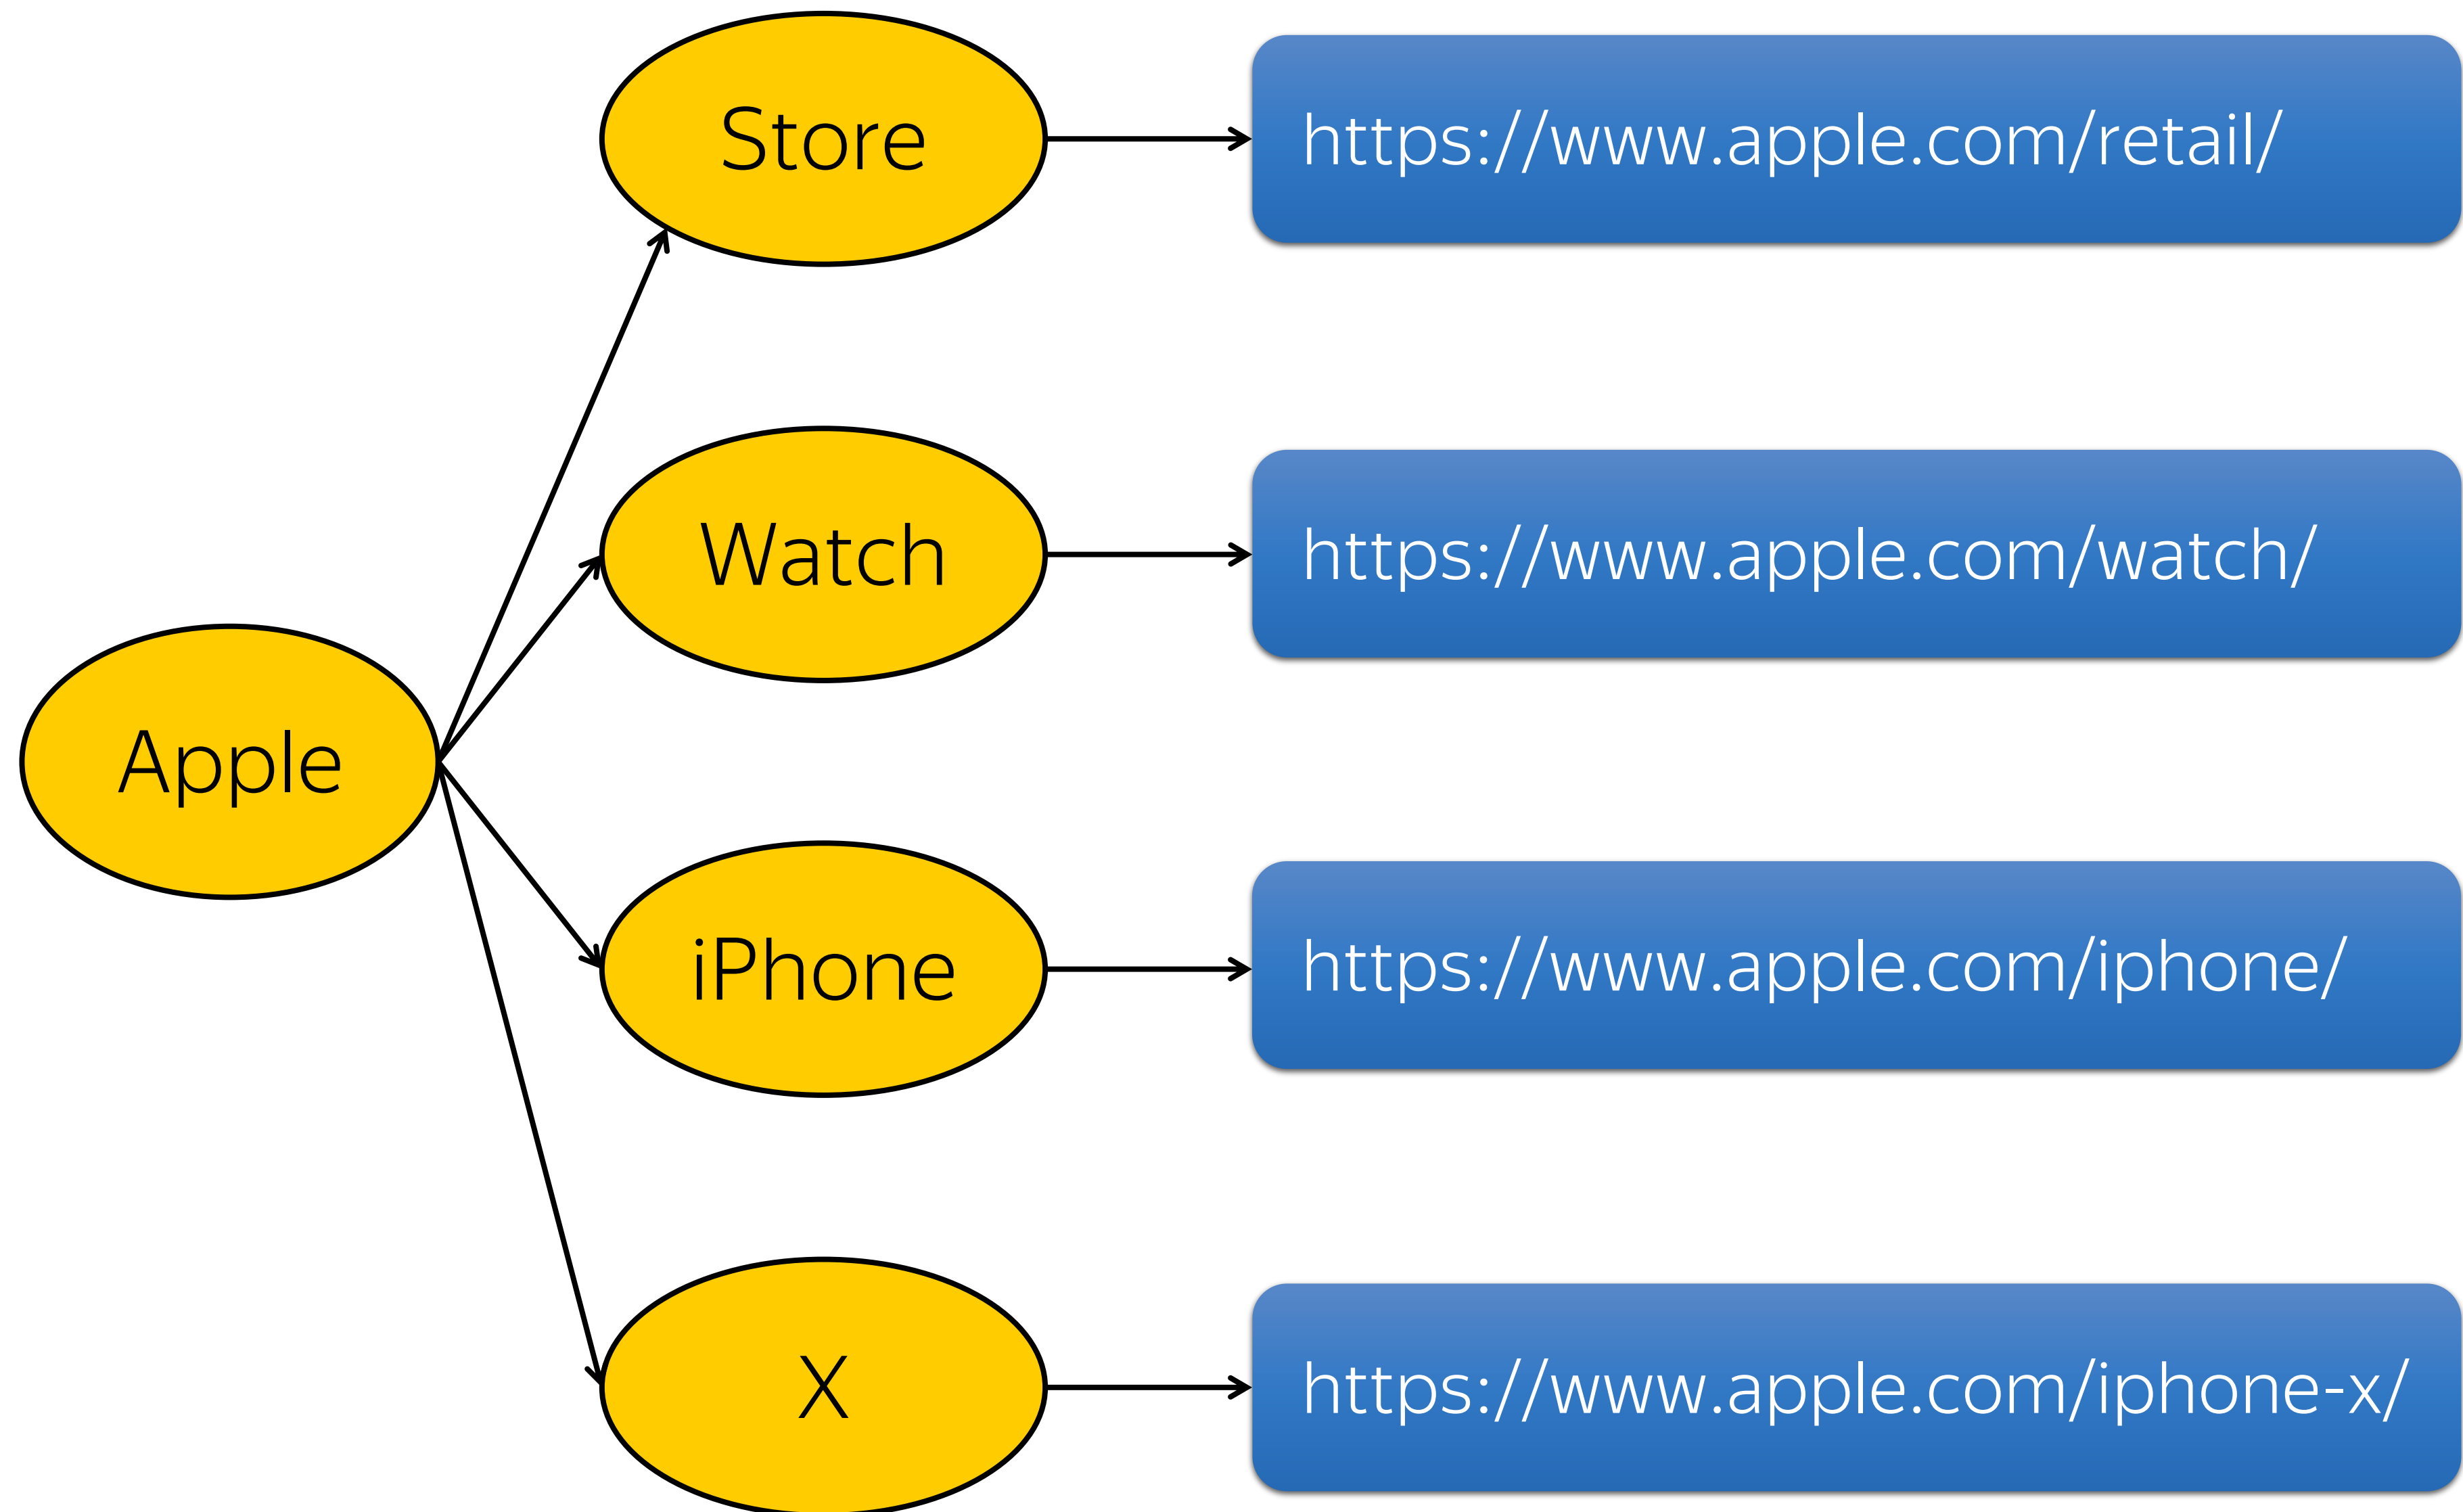 Store
https://www.apple.com/retail/
Watch
https://www.apple.com/watch/
Apple
iPhone
https://www.apple.com/iphone/
X
https://www.apple.com/iphone-x/